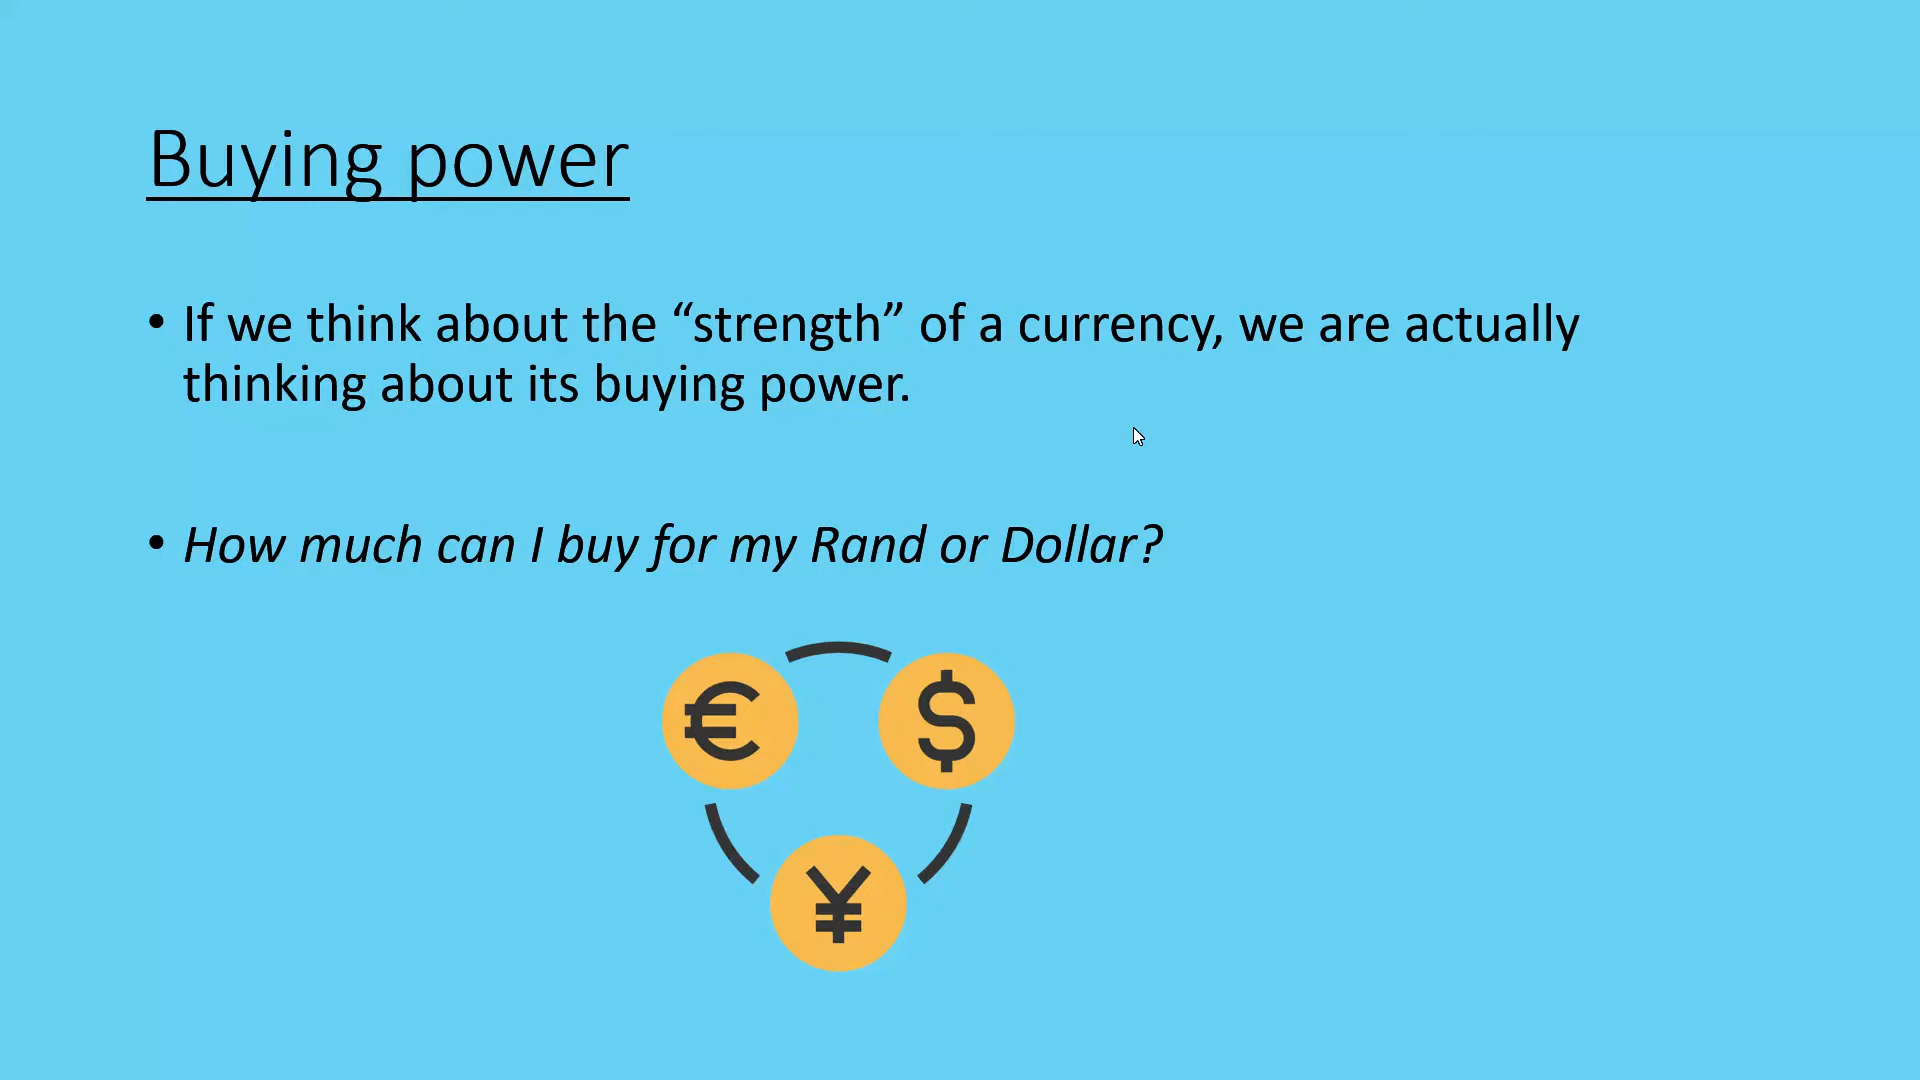 Buying power
• If we think about the “strength” of a currency, we are actually
thinking about its buying power.
• How much can I buy for my Rand or Dollar?
€ $
¥